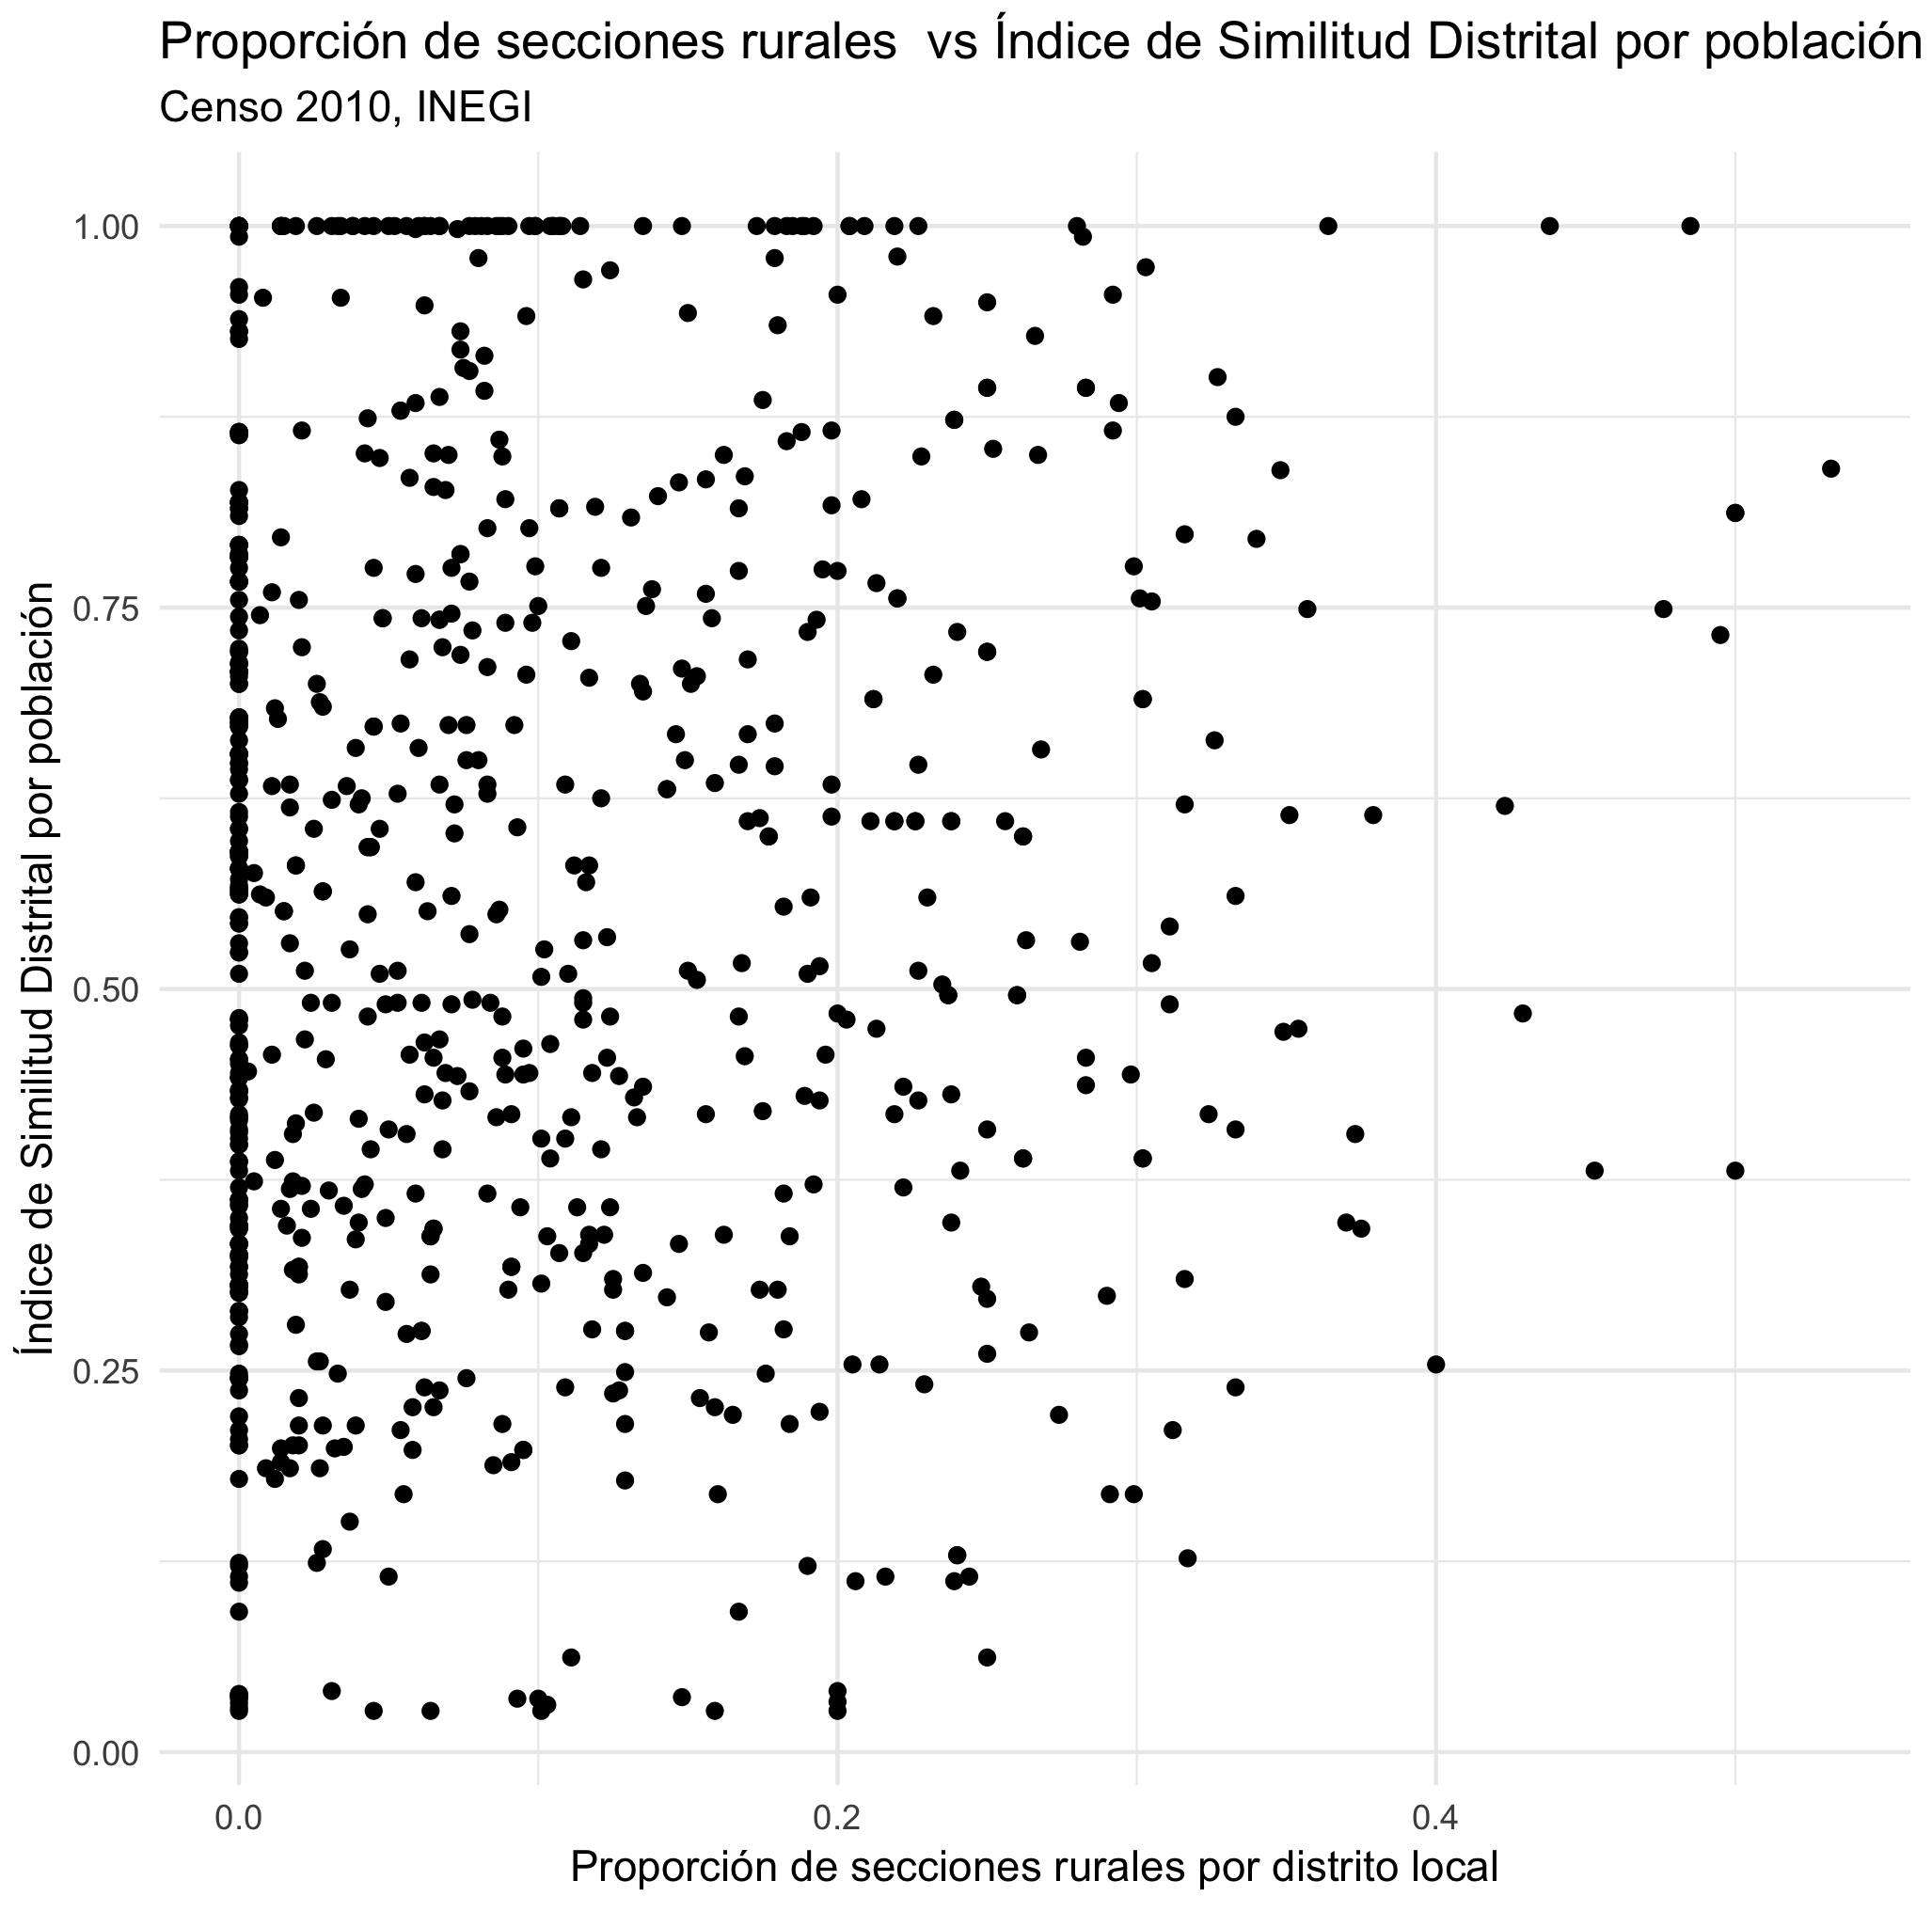 Proporción de secciones rurales  vs Índice de Similitud Distrital por población
Censo 2010, INEGI
Índice de Similitud Distrital por población
1.00
0.75
0.50
0.25
0.00
0.0
0.2
0.4
Proporción de secciones rurales por distrito local